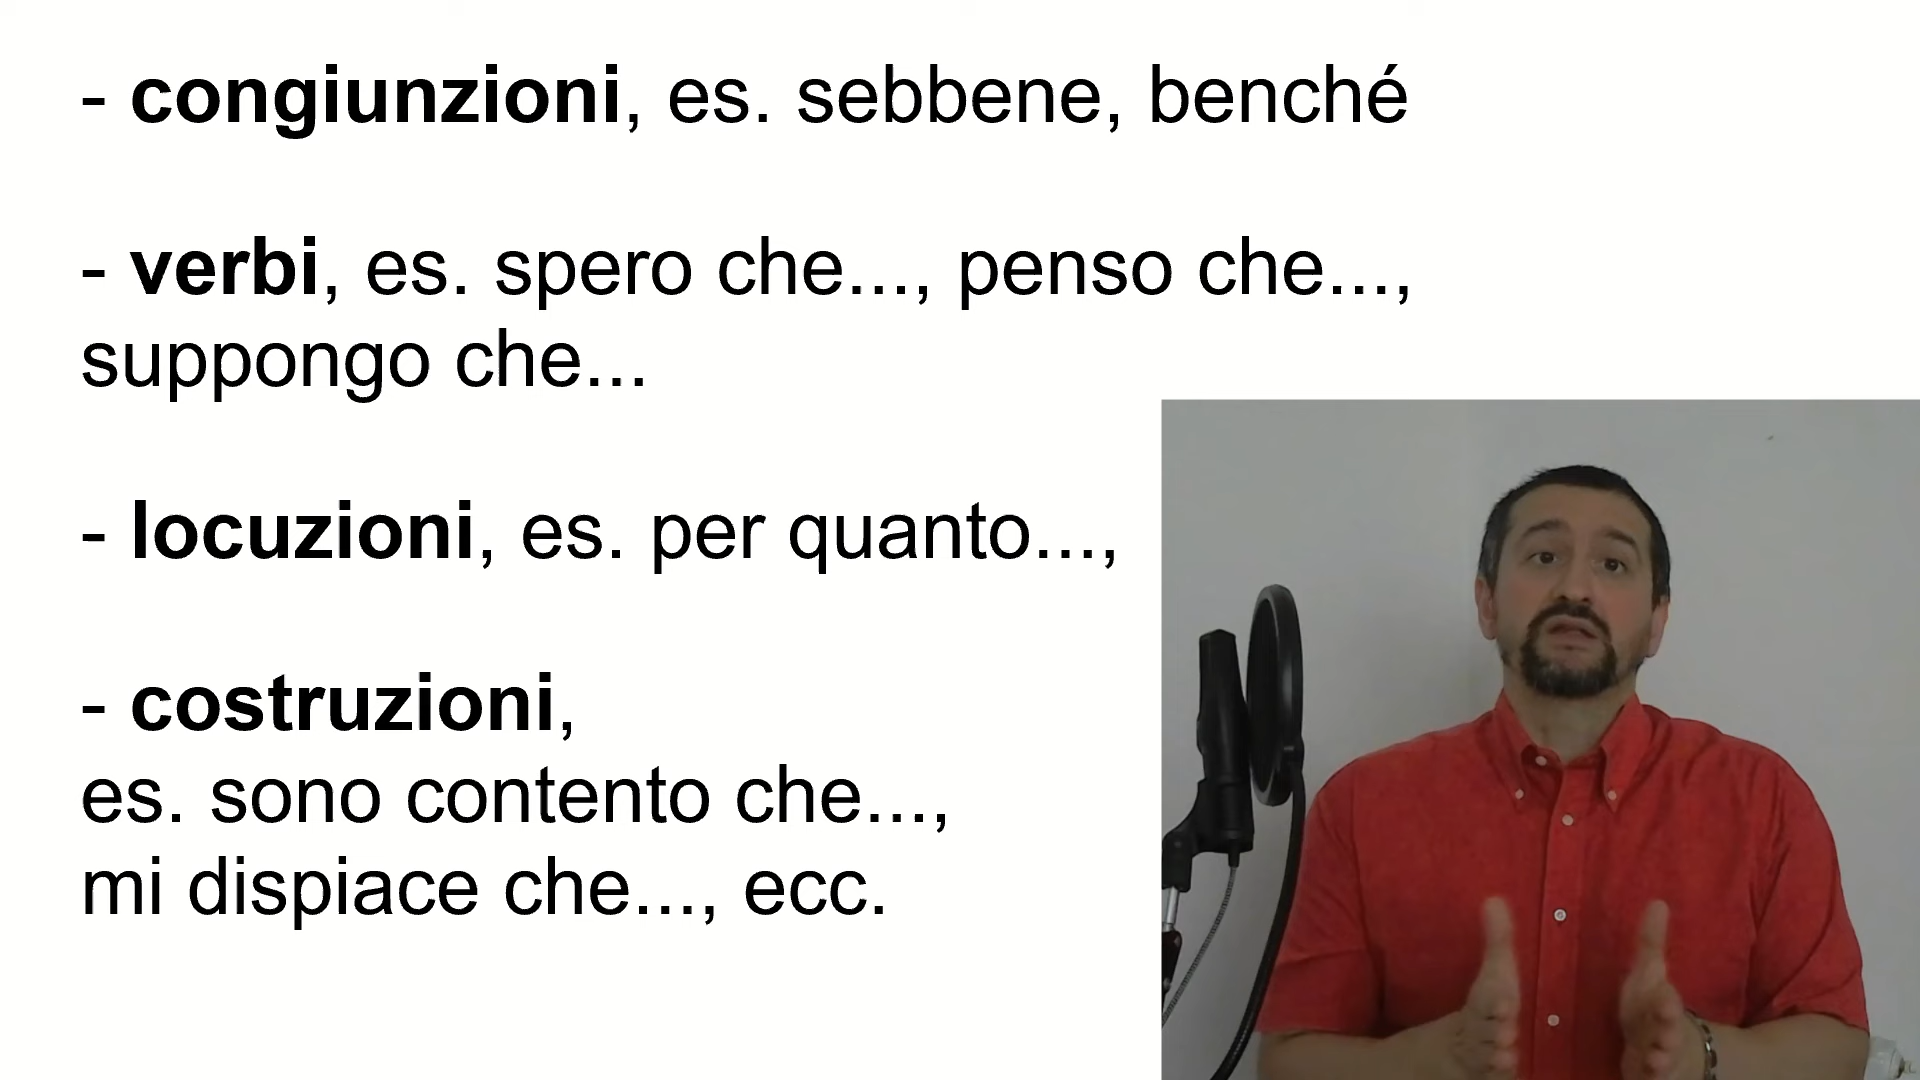 - congiunzioni, es. sebbene, benché
- verbi, es. spero che..., penso che...,
suppongo che...
- locuzioni, es. per quanto...,
- costruzioni,
es. sono contento che...,
mi dispiace che..., ecc.